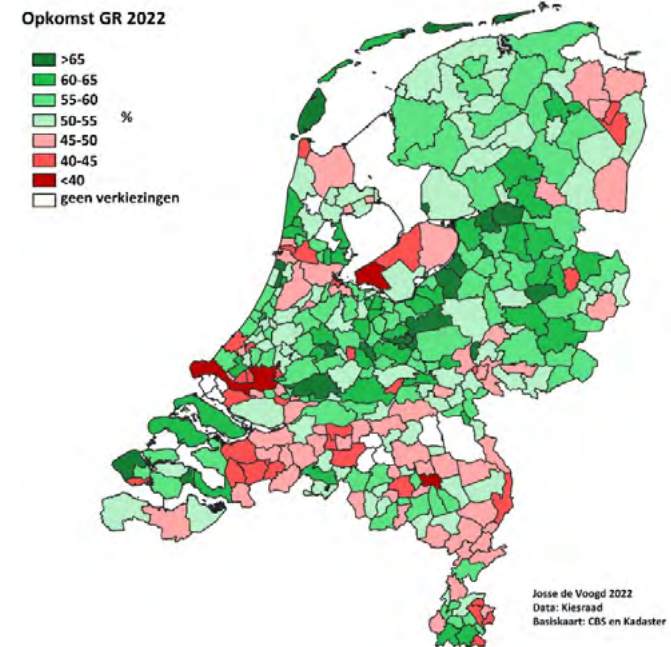 Opkomst GR 2022
>65
60-65
55-60
50-55
%
45-50
40-45
<40
geen verkiezingen
Josse de Voogd 2022
Data: Kiesraad
Basiskaart: CBS en Kadaster